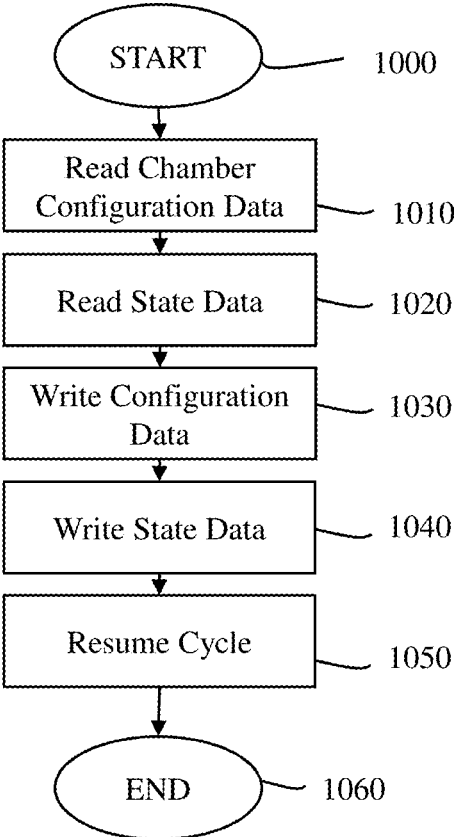 START
1000
Read Chamber
Configuration Data
1010
Read State Data
1020
Write Configuration
Data
1030
Write State Data
1040
Resume Cycle
1050
END
1060